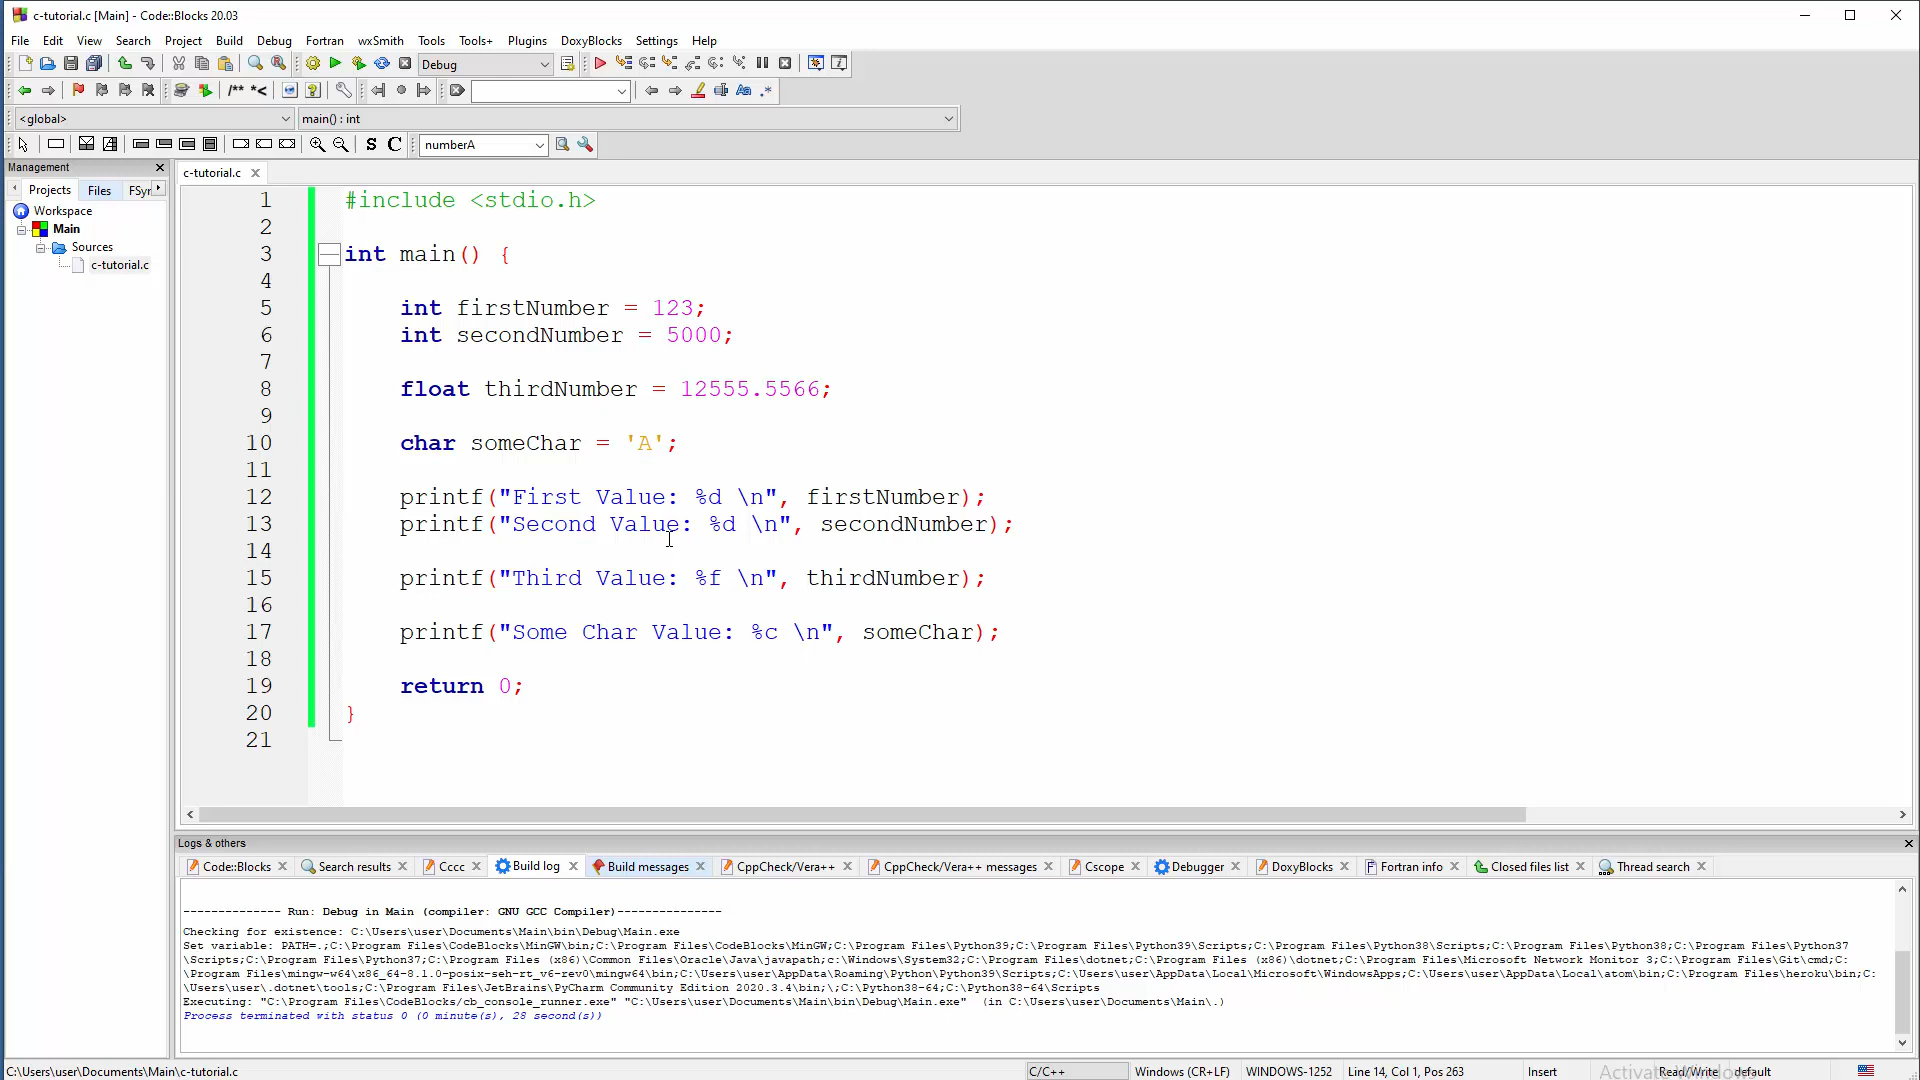 c-tutorial.c [Main] - Code::Blocks 20.03
File Edit View Search Project Build Debug Fortran wxSmith Tools Tools+ Plugins DoxyBlocks Settings Help
Debug
/** *<
<global> main() : int
S C numberA
Management
Projects Files FSyr
Workspace
Main
Sources
c-tutorial.c
c-tutorial.c
1 #include <stdio.h>
2
3 int main() {
4
5 int firstNumber = 123;
6 int secondNumber = 5000;
7
8 float thirdNumber = 12555.5566;
9
10 char someChar = 'A';
11
12 printf("First Value: %d \n", firstNumber);
13 printf("Second Value: %d \n", secondNumber);
14
15 printf("Third Value: %f \n", thirdNumber);
16
17 printf("Some Char Value: %c \n", someChar);
18
19 return 0;
20 }
21
Logs & others
Code::Blocks Search results Cccc Build log Build messages CppCheck/Vera++ CppCheck/Vera++ messages Cscope Debugger DoxyBlocks Fortran info Closed files list Thread search
-------------- Run: Debug in Main (compiler: GNU GCC Compiler)---------------
Checking for existence: C:\Users\user\Documents\Main\bin\Debug\Main.exe
Set variable: PATH=.;C:\Program Files\CodeBlocks\MinGW\bin;C:\Program Files\CodeBlocks\MinGW;C:\Program Files\Python39;C:\Program Files\Python39\Scripts;C:\Program Files\Python38\Scripts;C:\Program Files\Python38;C:\Program Files\Python37
\Scripts;C:\Program Files\Python37;C:\Program Files (x86)\Common Files\Oracle\Java\javapath;c:\Windows\System32;C:\Program Files\dotnet;C:\Program Files (x86)\dotnet;C:\Program Files\Microsoft Network Monitor 3;C:\Program Files\Git\cmd;C:
\Program Files\mingw-w64\x86_64-8.1.0-posix-seh-rt_v6-rev0\mingw64\bin;C:\Users\user\AppData\Roaming\Python\Python39\Scripts;C:\Users\user\AppData\Local\Microsoft\WindowsApps;C:\Users\user\AppData\Local\atom\bin;C:\Program Files\heroku\bin;C:
\Users\user\.dotnet\tools;C:\Program Files\JetBrains\PyCharm Community Edition 2020.3.4\bin;\;C:\Python38-64;C:\Python38-64\Scripts
Executing: "C:\Program Files\CodeBlocks/cb_console_runner.exe" "C:\Users\user\Documents\Main\bin\Debug\Main.exe" (in C:\Users\user\Documents\Main\.)
Process terminated with status 0 (0 minute(s), 28 second(s))
C:\Users\user\Documents\Main\c-tutorial.c C/C++ Windows (CR+LF) WINDOWS-1252 Line 14, Col 1, Pos 263 Insert Read/Write default
Activate Windows